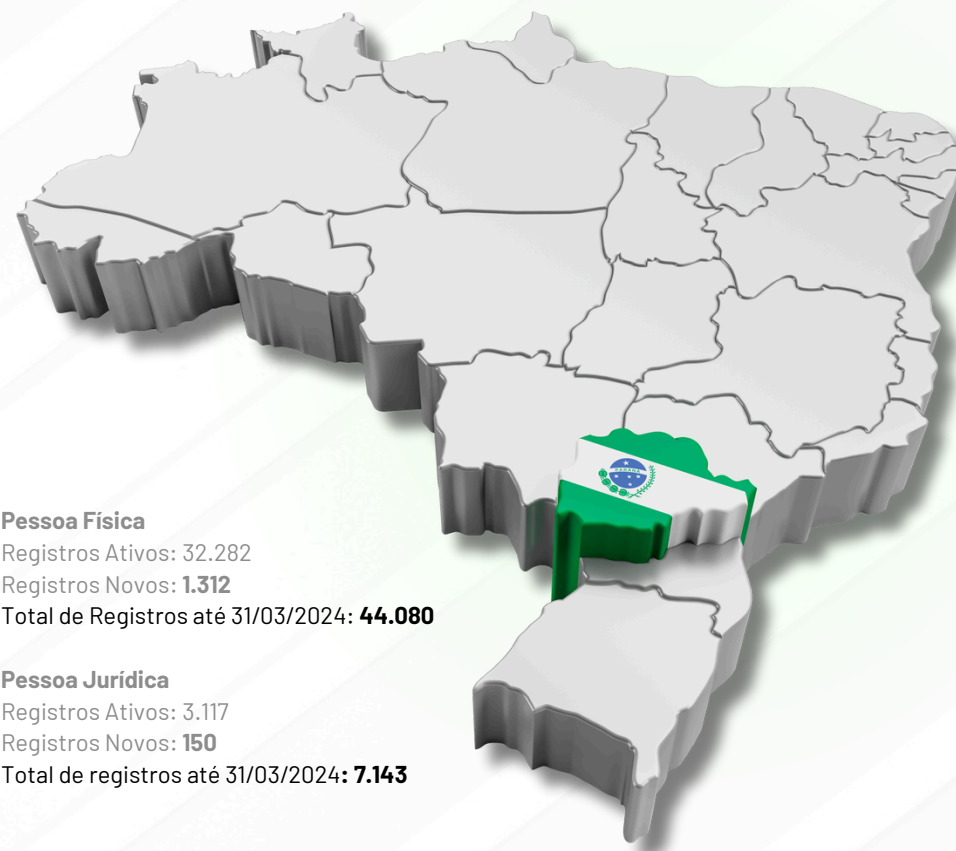 PARANÁ
Pessoa Física
Registros Ativos: 32.282
Registros Novos: 1.312
Total de Registros até 31/03/2024: 44.080
Pessoa Jurídica
Registros Ativos: 3.117
Registros Novos: 150
Total de registros até 31/03/2024: 7.143